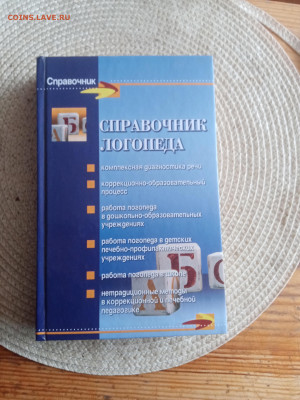 COINS.LAVE.RU
Справочник
Б
СПРАВОЧНИК
ЛОГОПЕДА
комплексная диагностика речи
коррекционно-образовательный
процесс
работа логопеда
в дошкольно-образовательных
учреждениях
работа логопеда в детских
лечебно-профилактических
учреждениях
работа логопеда в школе
нетрадиционные методы
в коррекционной и лечебной
педагогике
Б